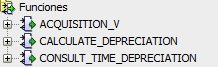 Funciones
ACQUISITION_V
CALCULATE_DEPRECIATION
CONSULT_TIME_DEPRECIATION